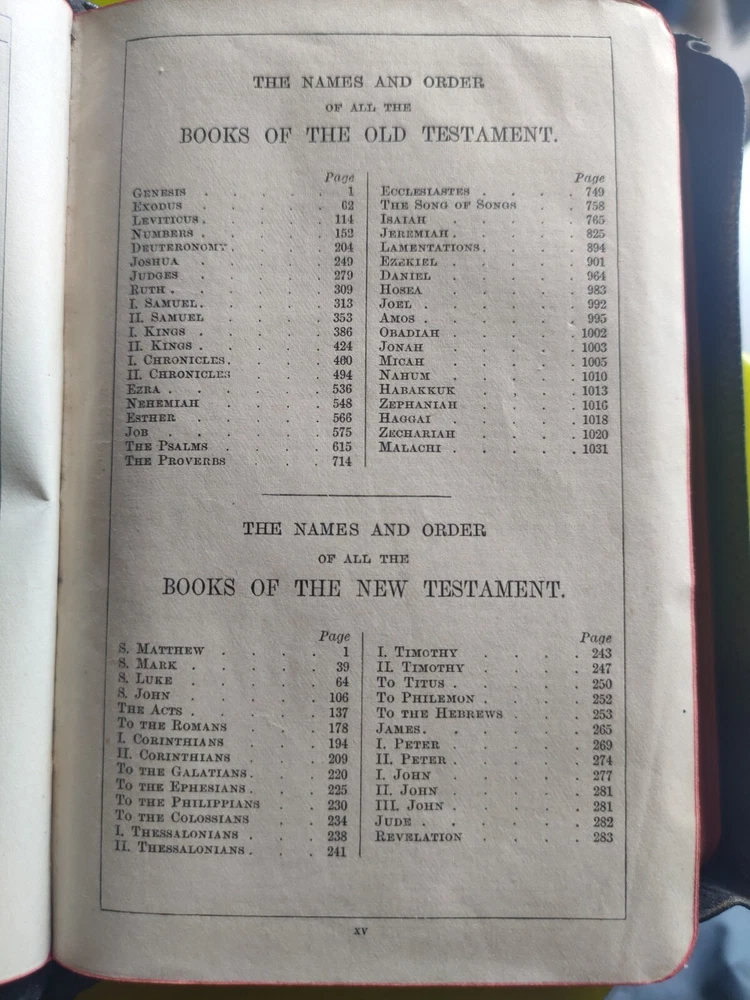 THE NAMES AND ORDER
OF ALL THE
BOOKS OF THE OLD TESTAMENT.
Page
GENESIS . . . . . 1
EXODUS . . . . . 62
LEVITICUS . . . . . 114
NUMBERS . . . . . 152
DEUTERONOMY . . . . 204
JOSHUA . . . . . 249
JUDGES . . . . . 279
RUTH . . . . . . 309
I. SAMUEL . . . . . 313
II. SAMUEL . . . . 353
I. KINGS . . . . . 386
II. KINGS . . . . . 424
I. CHRONICLES . . . . 460
II. CHRONICLES . . . 494
EZRA . . . . . . 536
NEHEMIAH . . . . 548
ESTHER . . . . . 566
JOB . . . . . . 575
THE PSALMS . . . . 615
THE PROVERBS . . . 714
Page
ECCLESIASTES . . . . 749
THE SONG OF SONGS . . 758
ISAIAH . . . . . 765
JEREMIAH . . . . . 825
LAMENTATIONS . . . . 894
EZEKIEL . . . . . 901
DANIEL . . . . . 964
HOSEA . . . . . 983
JOEL . . . . . . 992
AMOS . . . . . . 995
OBADIAH . . . . . 1002
JONAH . . . . . 1003
MICAH . . . . . 1005
NAHUM . . . . . 1010
HABAKKUK . . . . 1013
ZEPHANIAH . . . . 1016
HAGGAI . . . . . 1018
ZECHARIAH . . . . 1020
MALACHI . . . . . 1031
THE NAMES AND ORDER
OF ALL THE
BOOKS OF THE NEW TESTAMENT.
Page
S. MATTHEW . . . . 1
S. MARK . . . . . 39
S. LUKE . . . . . 64
S. JOHN . . . . . 106
THE ACTS . . . . . 137
TO THE ROMANS . . . 178
I. CORINTHIANS . . . 194
II. CORINTHIANS . . . 209
TO THE GALATIANS . . . 220
TO THE EPHESIANS . . . 225
TO THE PHILIPPIANS . . 230
TO THE COLOSSIANS . . 234
I. THESSALONIANS . . . 238
II. THESSALONIANS . . . 241
Page
I. TIMOTHY . . . . 243
II. TIMOTHY . . . . 247
TO TITUS . . . . . 250
TO PHILEMON . . . . 252
TO THE HEBREWS . . . 253
JAMES . . . . . 265
I. PETER . . . . . 269
II. PETER . . . . . 274
I. JOHN . . . . . 277
II. JOHN . . . . . 281
III. JOHN . . . . . 281
JUDE . . . . . . 282
REVELATION . . . . 283
xv